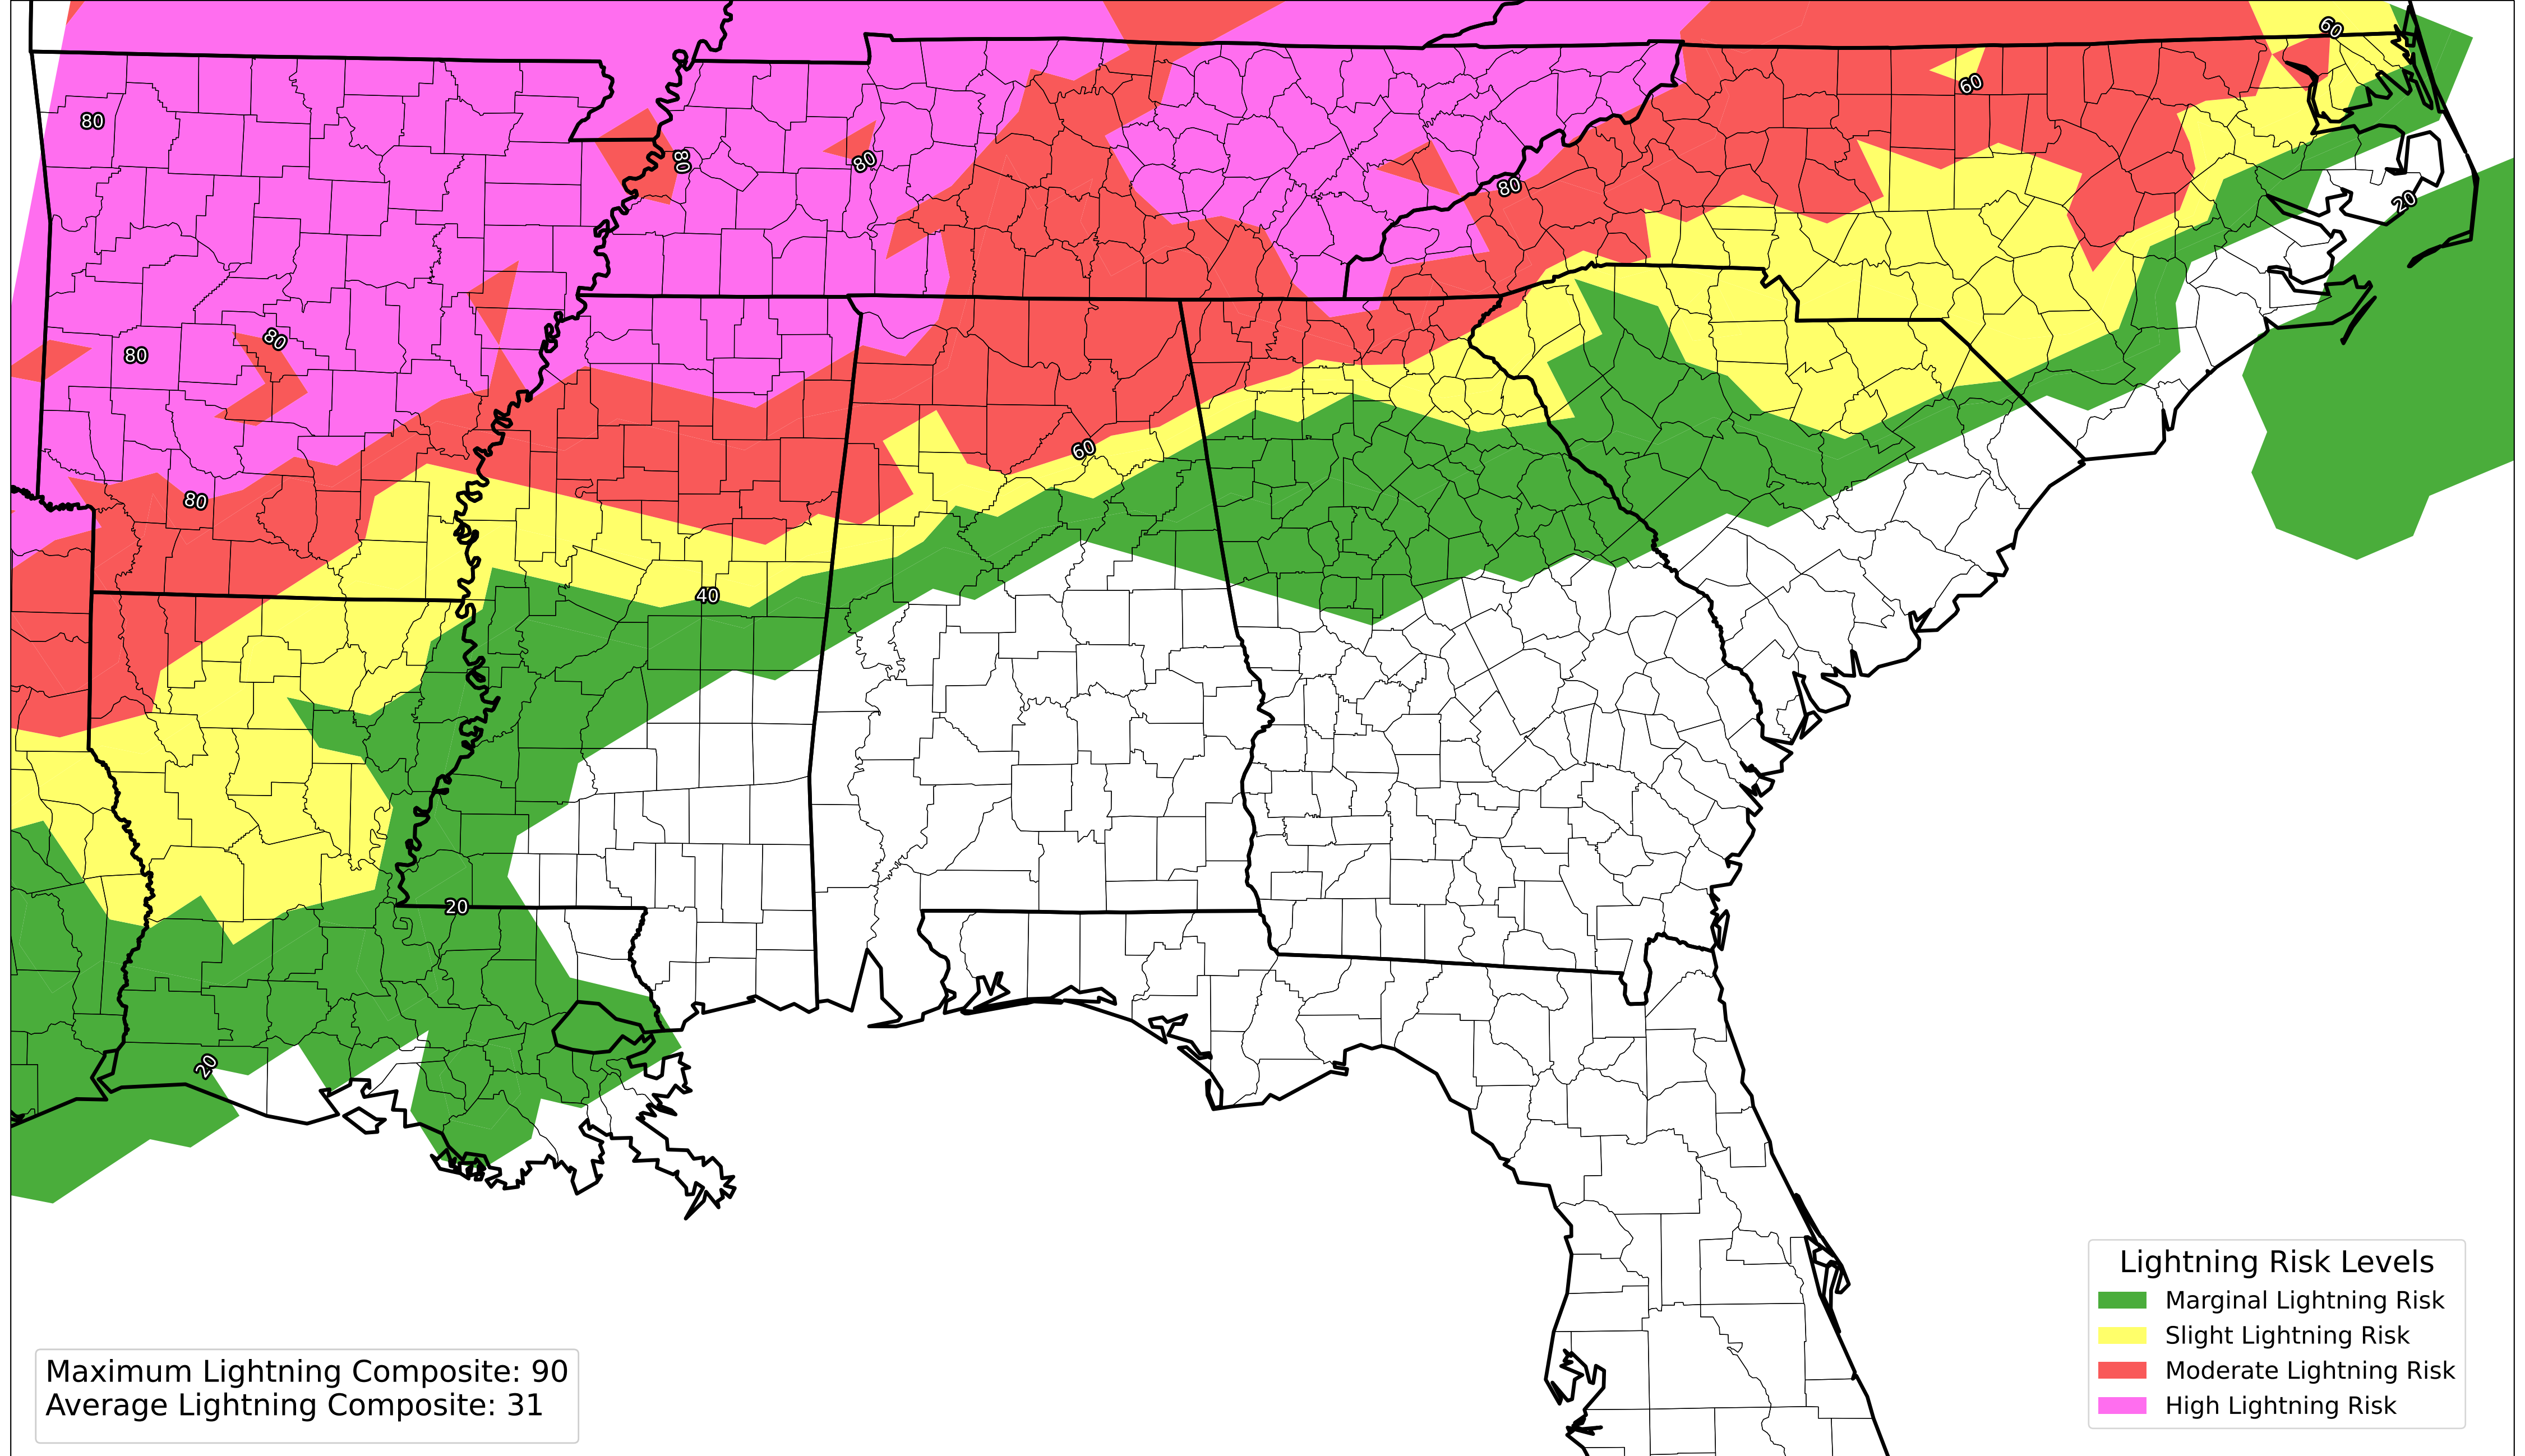 60
60
80
80
80
80
20
80
80
60
80
40
20
20
Lightning Risk Levels
Marginal Lightning Risk
Slight Lightning Risk
Moderate Lightning Risk
High Lightning Risk
Maximum Lightning Composite: 90
Average Lightning Composite: 31